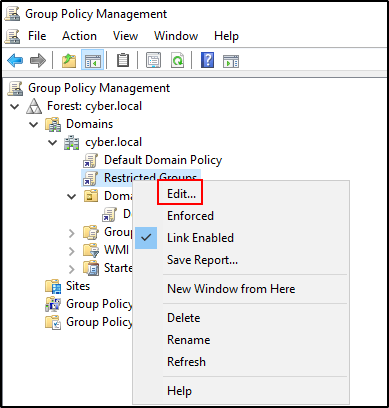 Group Policy Management
File Action View Window Help
Group Policy Management
Forest: cyber.local
Domains
cyber.local
Default Domain Policy
Restricted Groups
Edit...
Doma
Enforced
D
Link Enabled
Group
WMI
Save Report...
Starte
New Window from Here
Sites
Group Policy
Delete
Group Policy
Rename
Refresh
Help